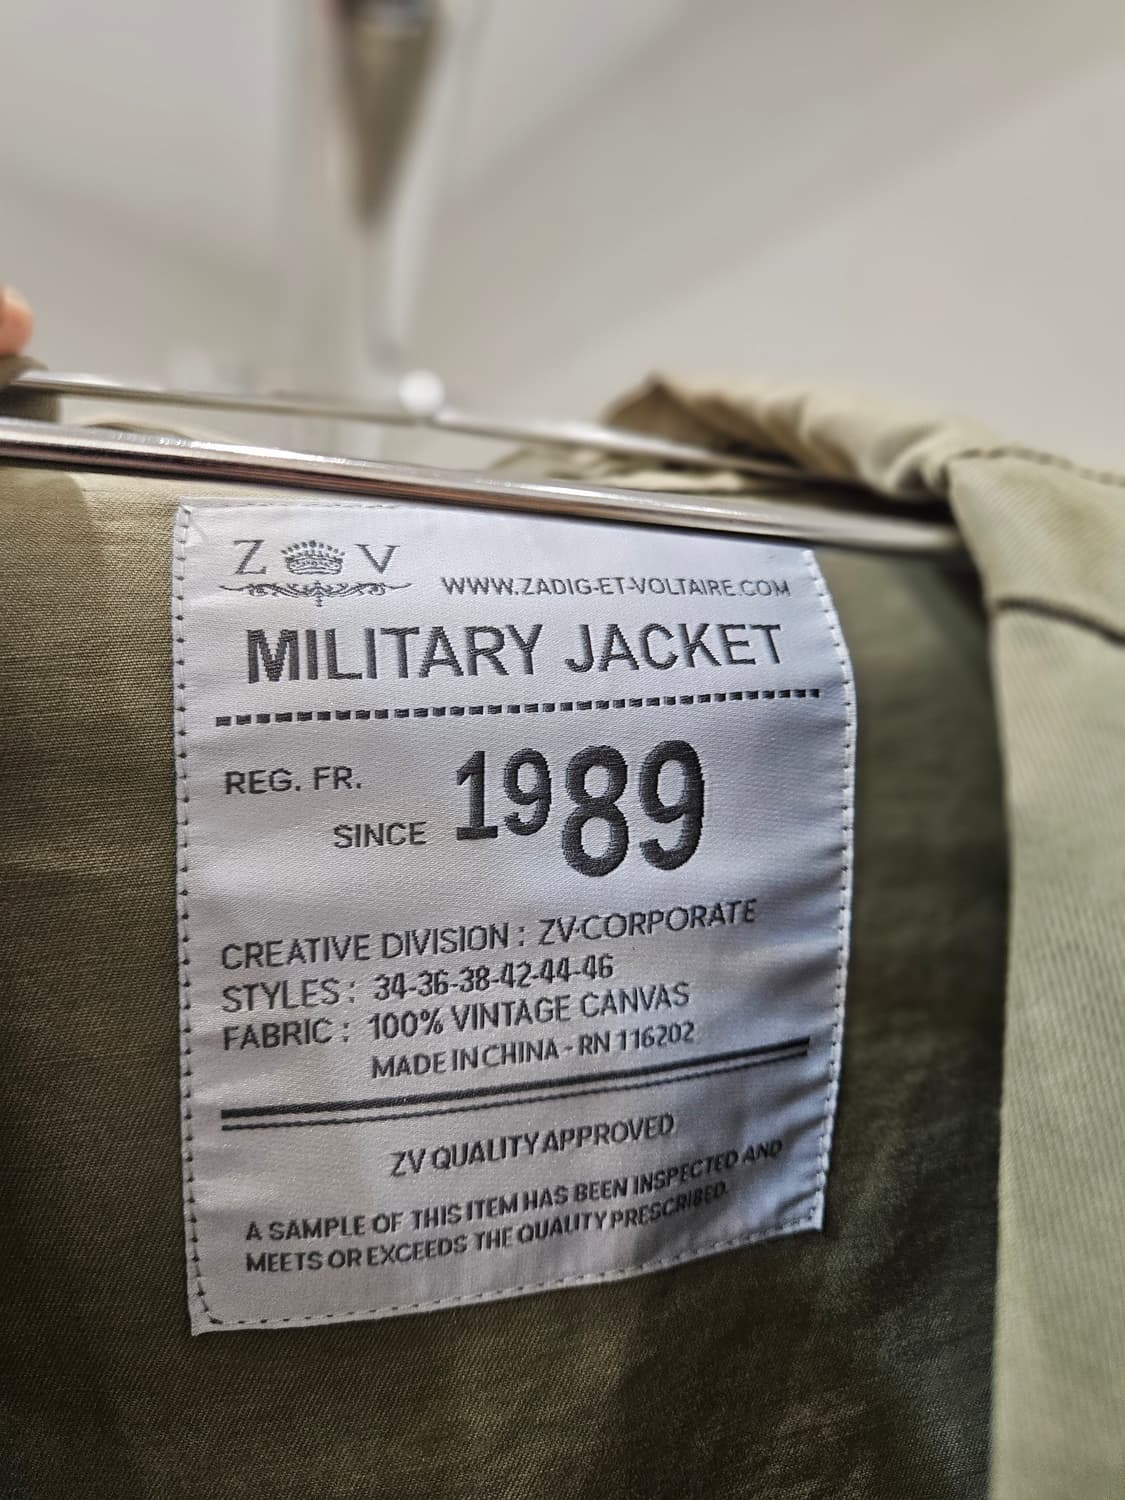 Z V
WWW.ZADIG-ET-VOLTAIRE.COM
MILITARY JACKET
REG. FR.
SINCE 1989
CREATIVE DIVISION : ZV-CORPORATE
STYLES : 34-36-38-42-44-46
FABRIC : 100% VINTAGE CANVAS
MADE IN CHINA - RN 116202
ZV QUALITY APPROVED
A SAMPLE OF THIS ITEM HAS BEEN INSPECTED AND
MEETS OR EXCEEDS THE QUALITY PRESCRIBED.